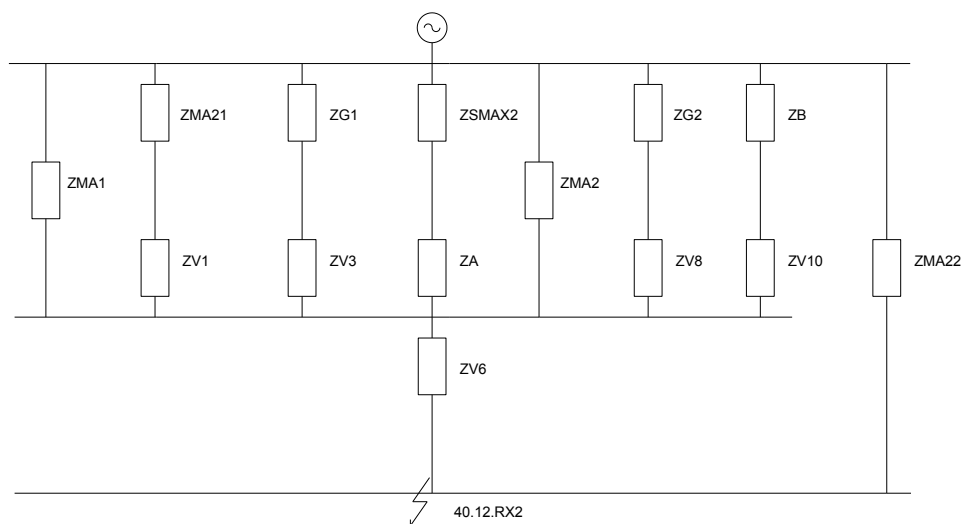 ZMA21
ZG1
ZSMAX2
ZG2
ZB
ZMA1
ZMA2
ZV1
ZV3
ZA
ZV8
ZV10
ZMA22
ZV6
40.12.RX2